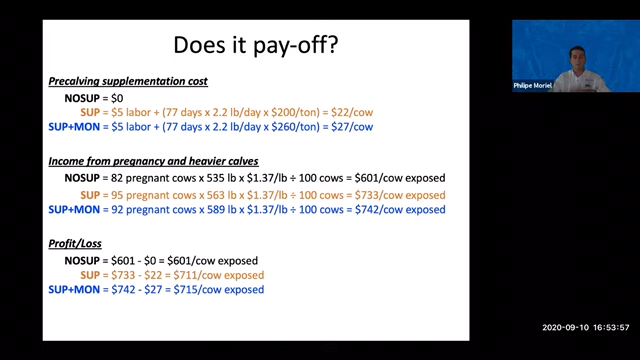 Does it pay-off?
Philipe Moriel
Precalving supplementation cost
NOSUP = $0
SUP = $5 labor + (77 days x 2.2 lb/day x $200/ton) = $22/cow
SUP+MON = $5 labor + (77 days x 2.2 lb/day x $260/ton) = $27/cow
Income from pregnancy and heavier calves
NOSUP = 82 pregnant cows x 535 lb x $1.37/lb ÷ 100 cows = $601/cow exposed
SUP = 95 pregnant cows x 563 lb x $1.37/lb ÷ 100 cows = $733/cow exposed
SUP+MON = 92 pregnant cows x 589 lb x $1.37/lb ÷ 100 cows = $742/cow exposed
Profit/Loss
NOSUP = $601 - $0 = $601/cow exposed
SUP = $733 - $22 = $711/cow exposed
SUP+MON = $742 - $27 = $715/cow exposed
2020-09-10 16:53:57